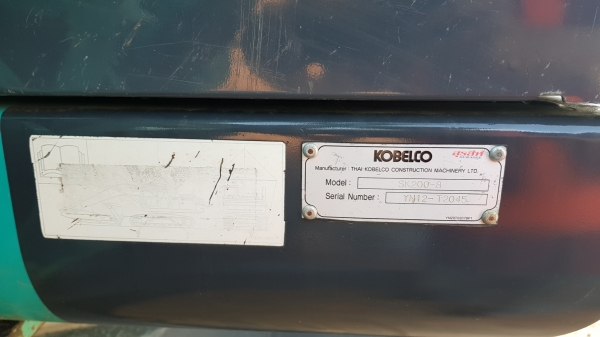 KOBELCO
Manufacturer : THAI KOBELCO CONSTRUCTION MACHINERY LTD.
Model : SK200-8
Serial Number : YN12-T2045